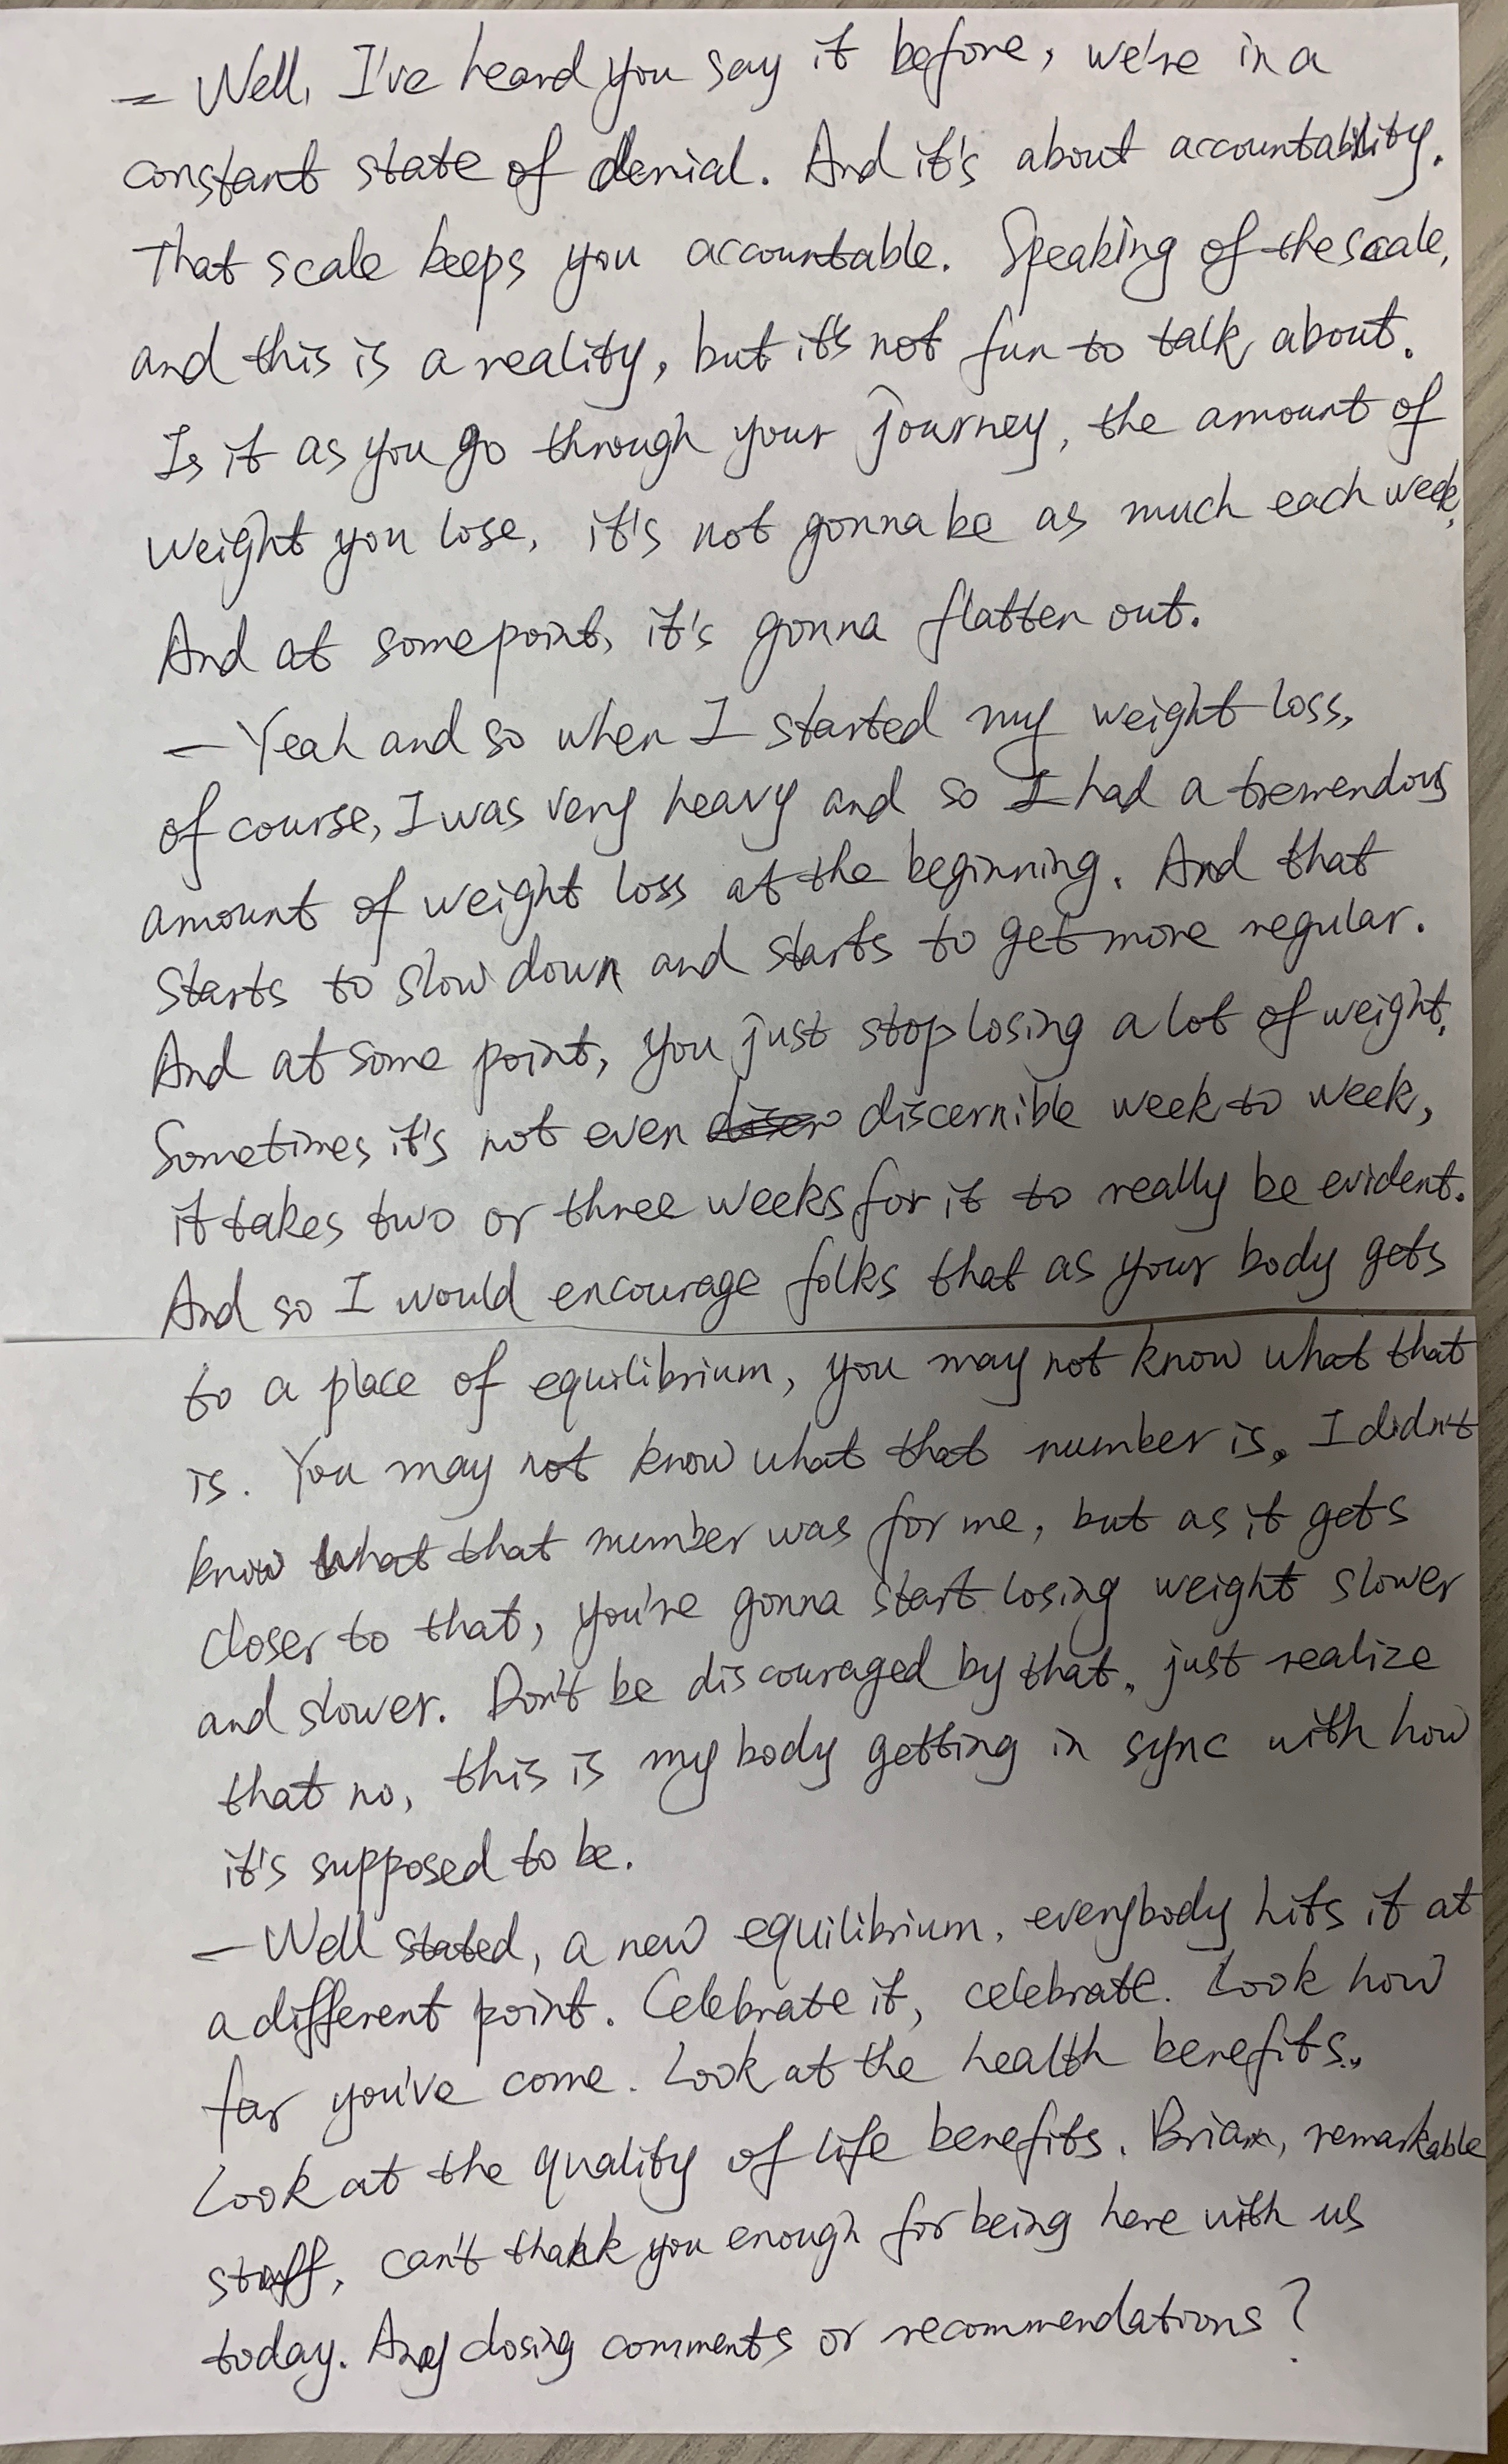 - Well, I've heard you say it before, we're in a
constant state of denial. And it's about accountability.
That scale keeps you accountable. Speaking of the scale,
and this is a reality, but it's not fun to talk about.
Is it as you go through your journey, the amount of
weight you lose, it's not gonna be as much each week,
And at some point, it's gonna flatten out.
- Yeah and so when I started my weight loss,
of course, I was very heavy and so I had a tremendous
amount of weight loss at the beginning. And that
starts to slow down and starts to get more regular.
And at some point, you just stop losing a lot of weight,
Sometimes it's not even discernible week to week,
it takes two or three weeks for it to really be evident.
And so I would encourage folks that as your body gets
to a place of equilibrium, you may not know what that
is. You may not know what that number is. I didn't
know what that number was for me, but as it gets
closer to that, you're gonna start losing weight slower
and slower. Don't be discouraged by that, just realize
that no, this is my body getting in sync with how
it's supposed to be.
- Well stated, a new equilibrium, everybody hits it at
a different point. Celebrate it, celebrate. Look how
far you've come. Look at the health benefits.
Look at the quality of life benefits. Brian, remarkable
stuff, can't thank you enough for being here with us
today. Any closing comments or recommendations?